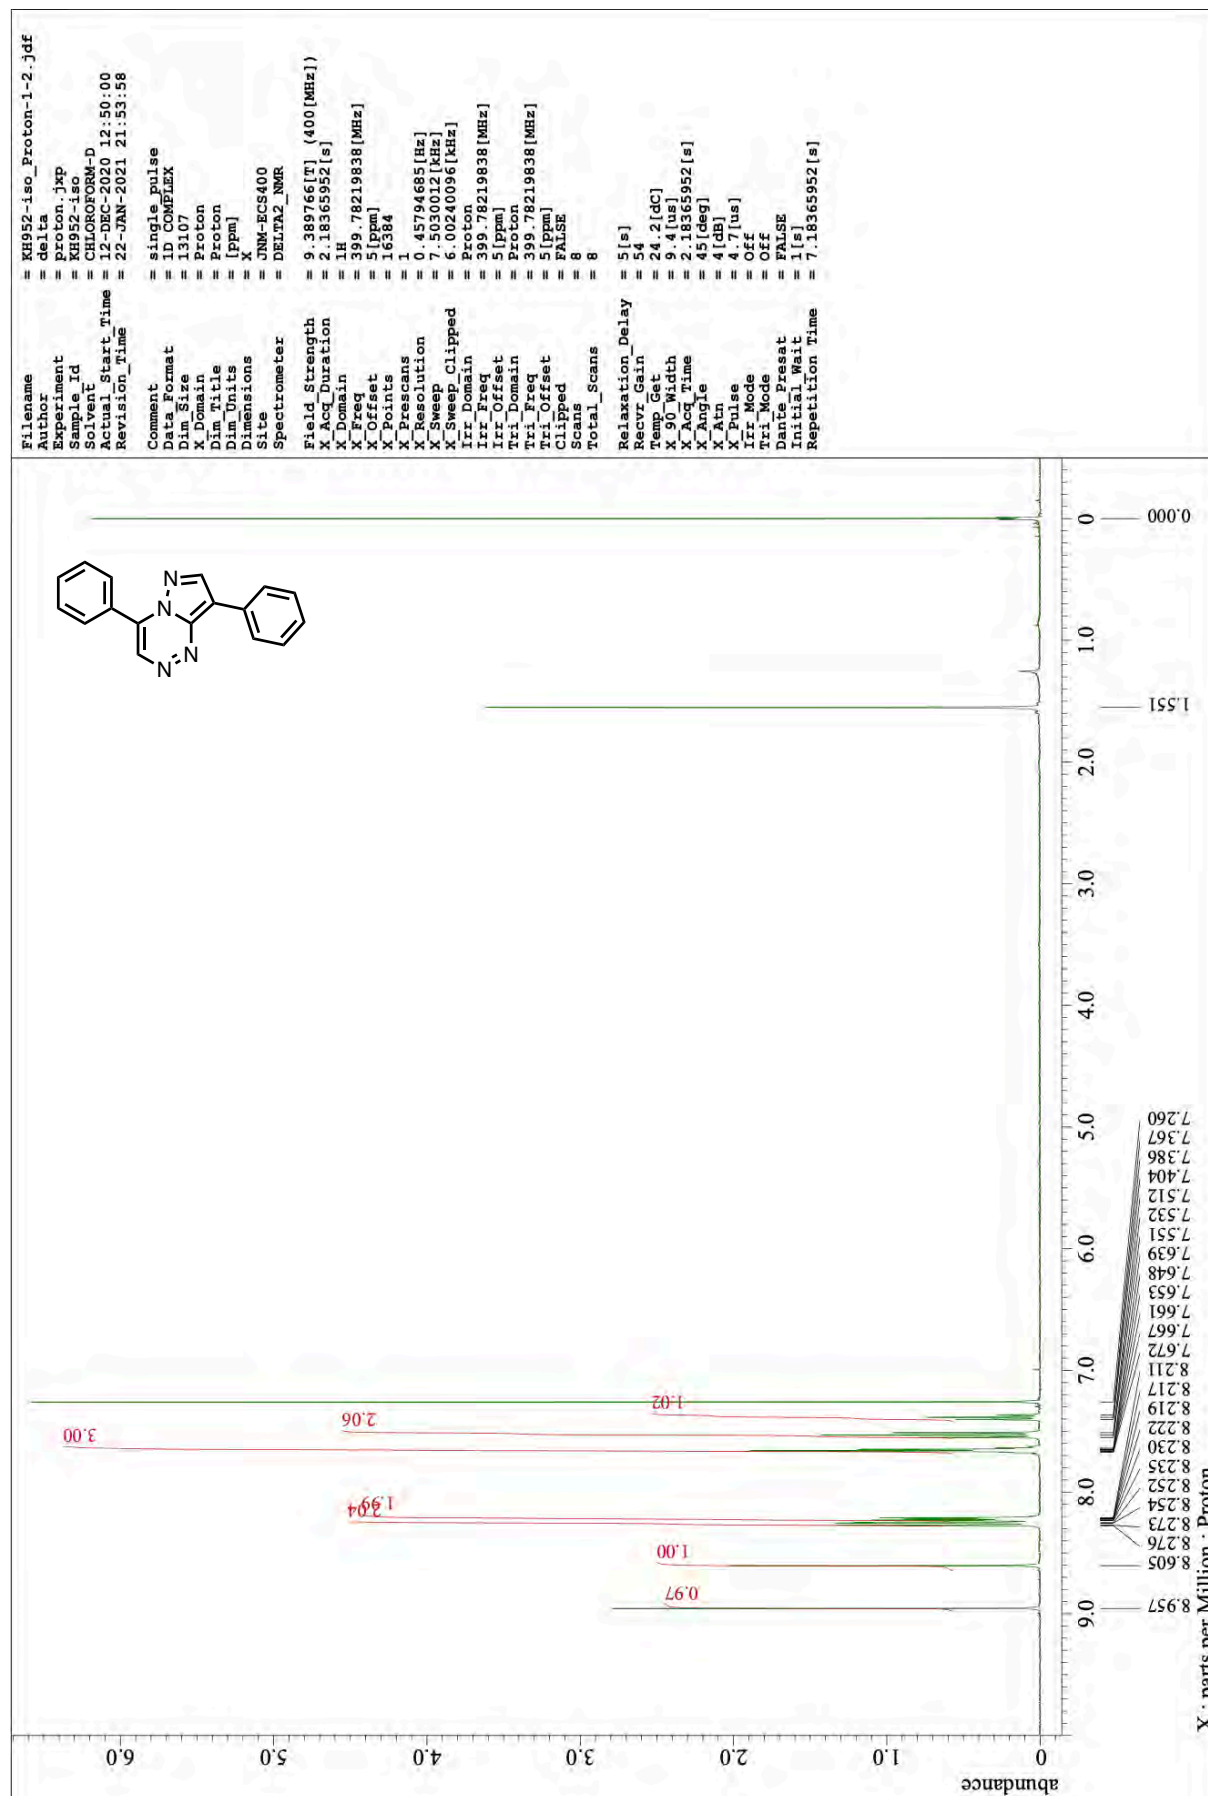 Filename = KH952-iso_Proton-1-2.jdf
Author = delta
Experiment = proton.jxp
Sample_Id = KH952-iso
Solvent = CHLOROFORM-D
Actual_Start_Time = 12-DEC-2020 12:50:00
Revision_Time = 22-JAN-2021 21:53:58
Comment = single_pulse
Data_Format = 1D COMPLEX
Dim_Size = 13107
X_Domain = Proton
Dim_Title = Proton
Dim_Units = [ppm]
Dimensions = X
Site = JNM-ECS400
Spectrometer = DELTA2_NMR
Field_Strength = 9.389766[T] (400[MHz])
X_Acq_Duration = 2.18365952[s]
X_Domain = 1H
X_Freq = 399.78219838[MHz]
X_Offset = 5[ppm]
X_Points = 16384
X_Prescans = 1
X_Resolution = 0.45794685[Hz]
X_Sweep = 7.5030012[kHz]
X_Sweep_Clipped = 6.00240096[kHz]
Irr_Domain = Proton
Irr_Freq = 399.78219838[MHz]
Irr_Offset = 5[ppm]
Tri_Domain = Proton
Tri_Freq = 399.78219838[MHz]
Tri_Offset = 5[ppm]
Clipped = FALSE
Scans = 8
Total_Scans = 8
Relaxation_Delay = 5[s]
Recvr_Gain = 54
Temp_Get = 24.2[dC]
X_90_Width = 9.4[us]
X_Acq_Time = 2.18365952[s]
X_Angle = 45[deg]
X_Atn = 4[dB]
X_Pulse = 4.7[us]
Irr_Mode = Off
Tri_Mode = Off
Dante_Presat = FALSE
Initial_Wait = 1[s]
Repetition_Time = 7.18365952[s]
N
N
N
N
abundance
6.0
5.0
4.0
3.0
2.0
1.0
0
0.97
1.00
2.04
1.99
3.00
2.06
1.02
9.0
8.0
7.0
6.0
5.0
4.0
3.0
2.0
1.0
0
8.957
8.605
8.276
8.273
8.254
8.252
8.235
8.230
8.222
8.219
8.217
8.211
7.672
7.667
7.661
7.653
7.648
7.639
7.551
7.532
7.512
7.404
7.386
7.367
7.260
1.551
0.000
X : parts per Million : Proton